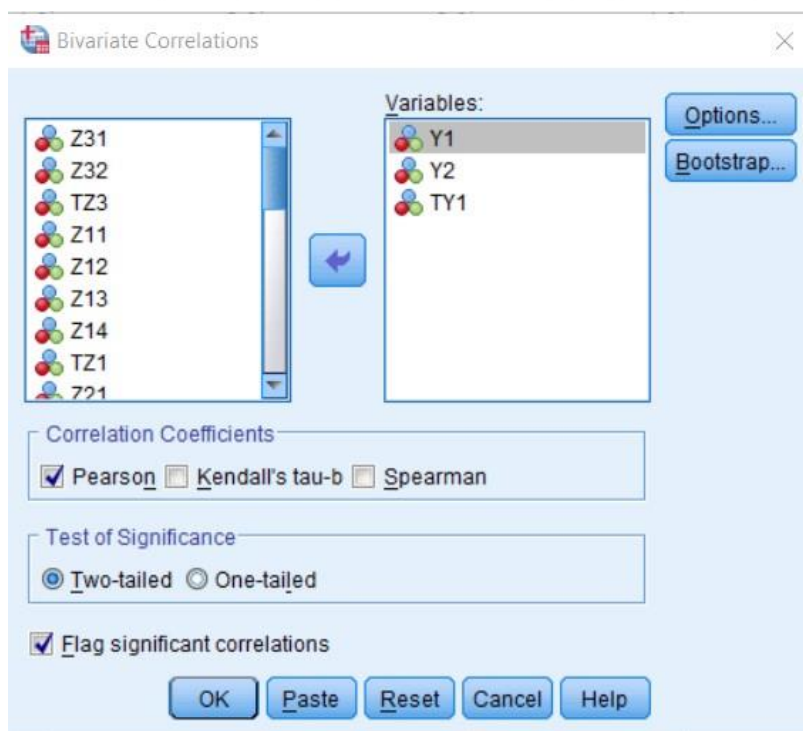 Bivariate Correlations
Variables:
Z31
Z32
TZ3
Z11
Z12
Z13
Z14
TZ1
Z21
Y1
Y2
TY1
Options...
Bootstrap...
Correlation Coefficients
Pearson Kendall's tau-b Spearman
Test of Significance
Two-tailed One-tailed
Flag significant correlations
OK Paste Reset Cancel Help